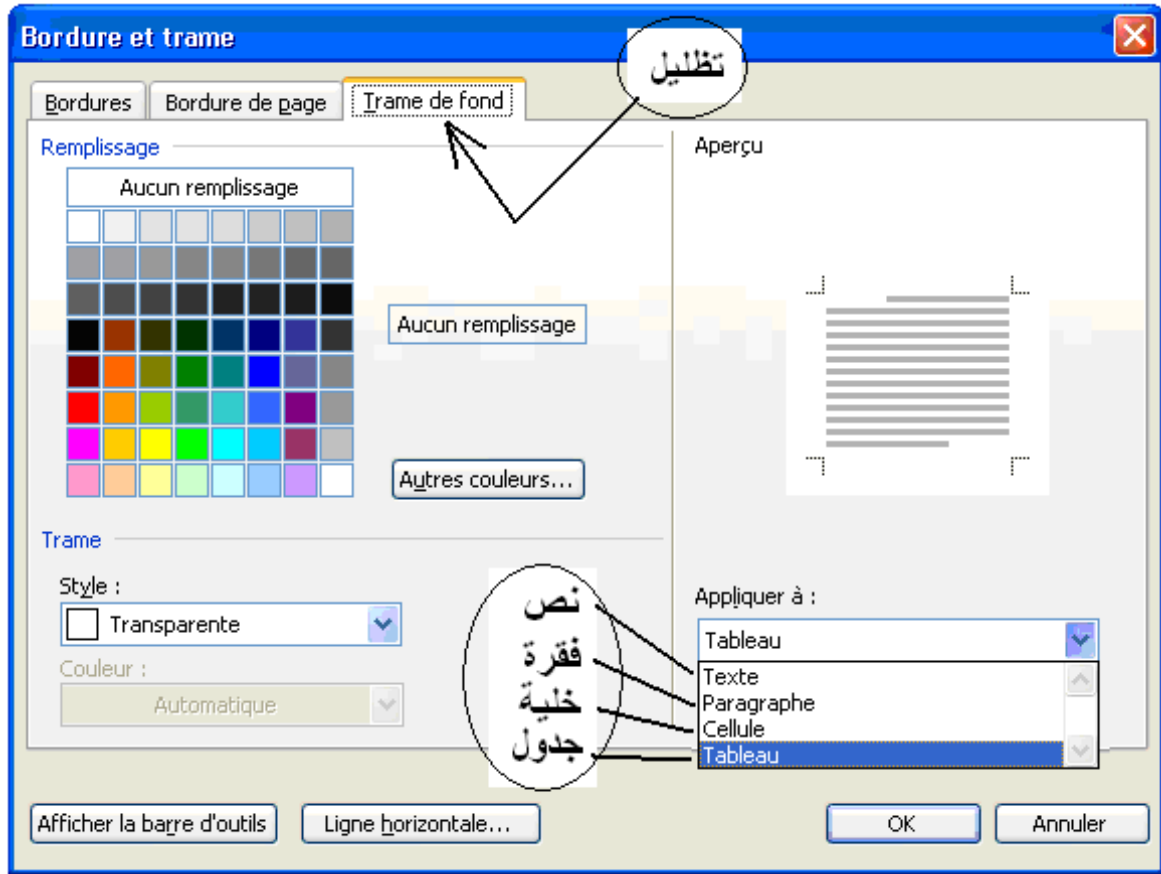 Bordure et trame
تظليل
Bordures
Bordure de page
Trame de fond
Remplissage
Aucun remplissage
Aucun remplissage
Autres couleurs...
Trame
Style :
Transparente
Couleur :
Automatique
Aperçu
نص
فقرة
خلية
جدول
Appliquer à :
Tableau
Texte
Paragraphe
Cellule
Tableau
Afficher la barre d'outils
Ligne horizontale...
OK
Annuler